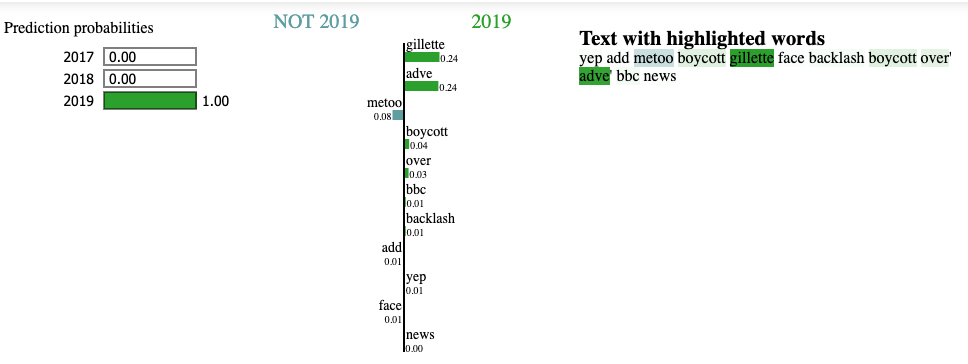 Prediction probabilities
2017 0.00
2018 0.00
2019 1.00
NOT 2019 2019
gillette
0.24
adve
0.24
metoo
0.08
boycott
0.04
over
0.03
bbc
0.01
backlash
0.01
add
0.01
yep
0.01
face
0.01
news
0.00
Text with highlighted words
yep add metoo boycott gillette face backlash boycott over'
adve' bbc news